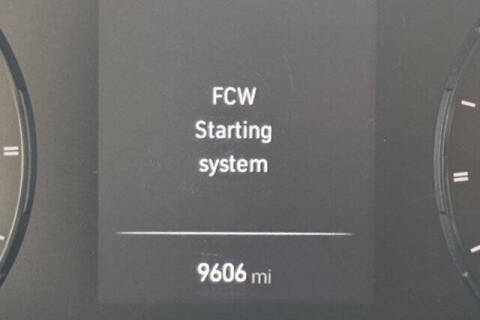 FCW
Starting
system
9606 mi